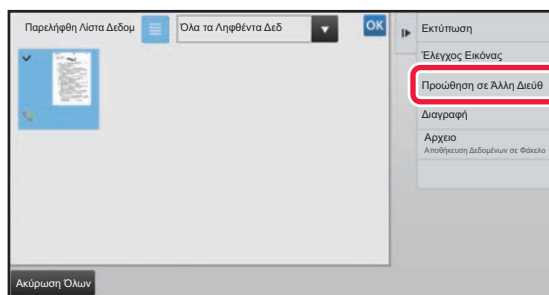 Παρελήφθη Λίστα Δεδομ
Όλα τα Ληφθέντα Δεδ
OK
Εκτύπωση
Έλεγχος Εικόνας
Προώθηση σε Άλλη Διεύθ
Διαγραφή
Αρχειο
Αποθήκευση Δεδομένων σε Φάκελο
Ακύρωση Όλων